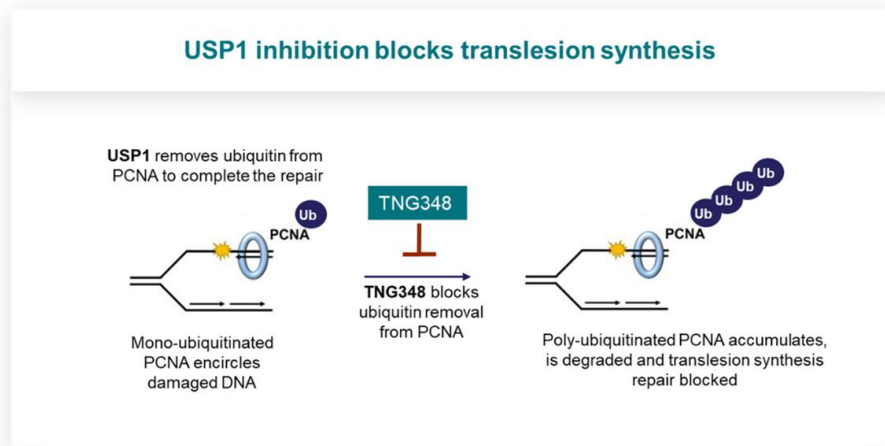 USP1 inhibition blocks translesion synthesis
USP1 removes ubiquitin from
PCNA to complete the repair
Ub
PCNA
Mono-ubiquitinated
PCNA encircles
damaged DNA
TNG348
TNG348 blocks
ubiquitin removal
from PCNA
Ub
Ub
Ub
Ub
PCNA
Poly-ubiquitinated PCNA accumulates,
is degraded and translesion synthesis
repair blocked